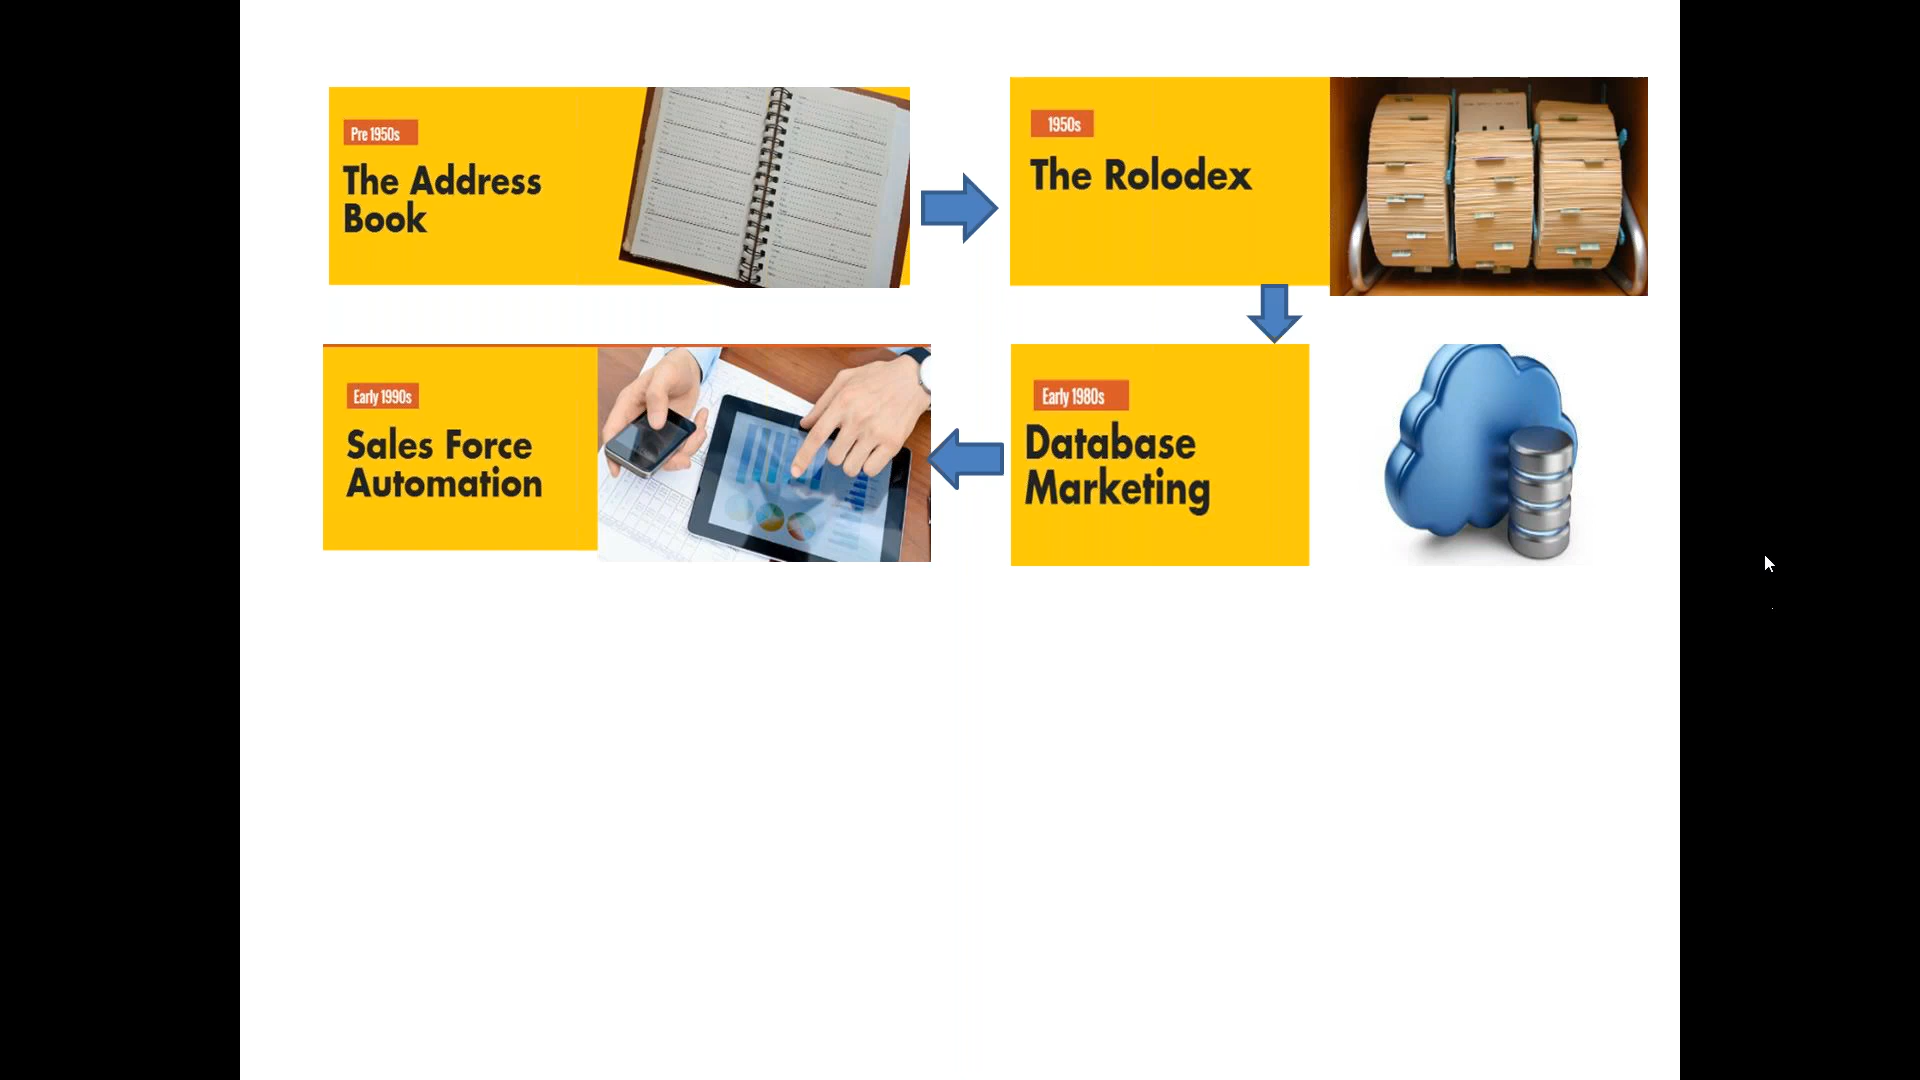 Pre 1950s
The Address
Book
1950s
The Rolodex
Early 1980s
Database
Marketing
Early 1990s
Sales Force
Automation